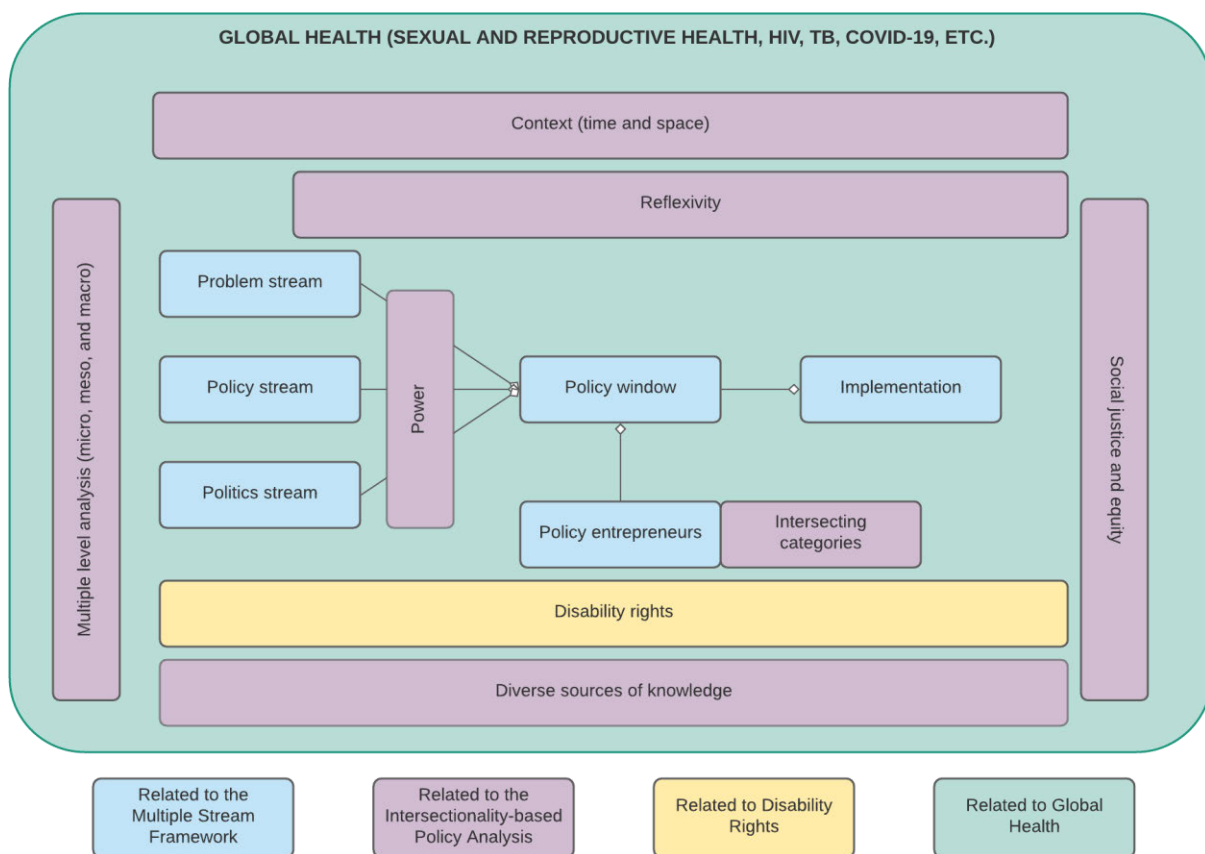 GLOBAL HEALTH (SEXUAL AND REPRODUCTIVE HEALTH, HIV, TB, COVID-19, ETC.)
Context (time and space)
Reflexivity
Multiple level analysis (micro, meso, and macro)
Problem stream
Policy stream
Politics stream
Power
Policy window
Implementation
Policy entrepreneurs
Intersecting
categories
Social justice and equity
Disability rights
Diverse sources of knowledge
Related to the
Multiple Stream
Framework
Related to the
Intersectionality-based
Policy Analysis
Related to Disability
Rights
Related to Global
Health